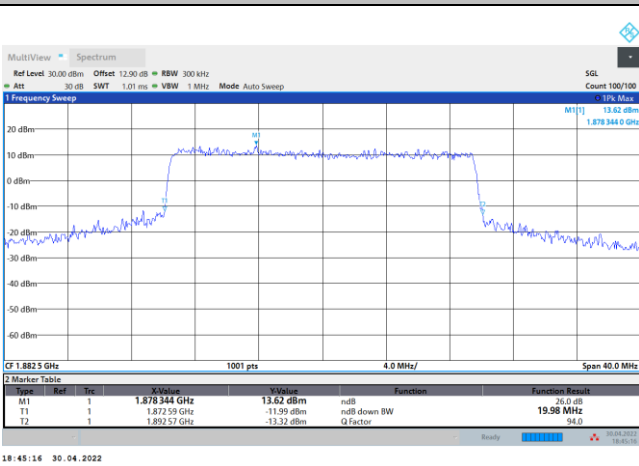 MultiView Spectrum
Ref Level 30.00 dBm Offset 12.90 dB RBW 300 kHz SGL
Att 30 dB SWT 1.01 ms VBW 1 MHz Mode Auto Sweep Count 100/100
1 Frequency Sweep 1Pk Max
M1[1] 13.62 dBm
1.878 344 0 GHz
M1
20 dBm
10 dBm
0 dBm
T1 T2
-10 dBm
-20 dBm
-30 dBm
-40 dBm
-50 dBm
-60 dBm
CF 1.882 5 GHz 1001 pts 4.0 MHz/ Span 40.0 MHz
2 Marker Table
Type Ref Trc X-Value Y-Value Function Function Result
M1 1 1.878 344 GHz 13.62 dBm ndB 26.0 dB
T1 1 1.872 59 GHz -11.99 dBm ndB down BW 19.98 MHz
T2 1 1.892 57 GHz -13.32 dBm Q Factor 94.0
Ready 30.04.2022
18:45:16
18:45:16 30.04.2022